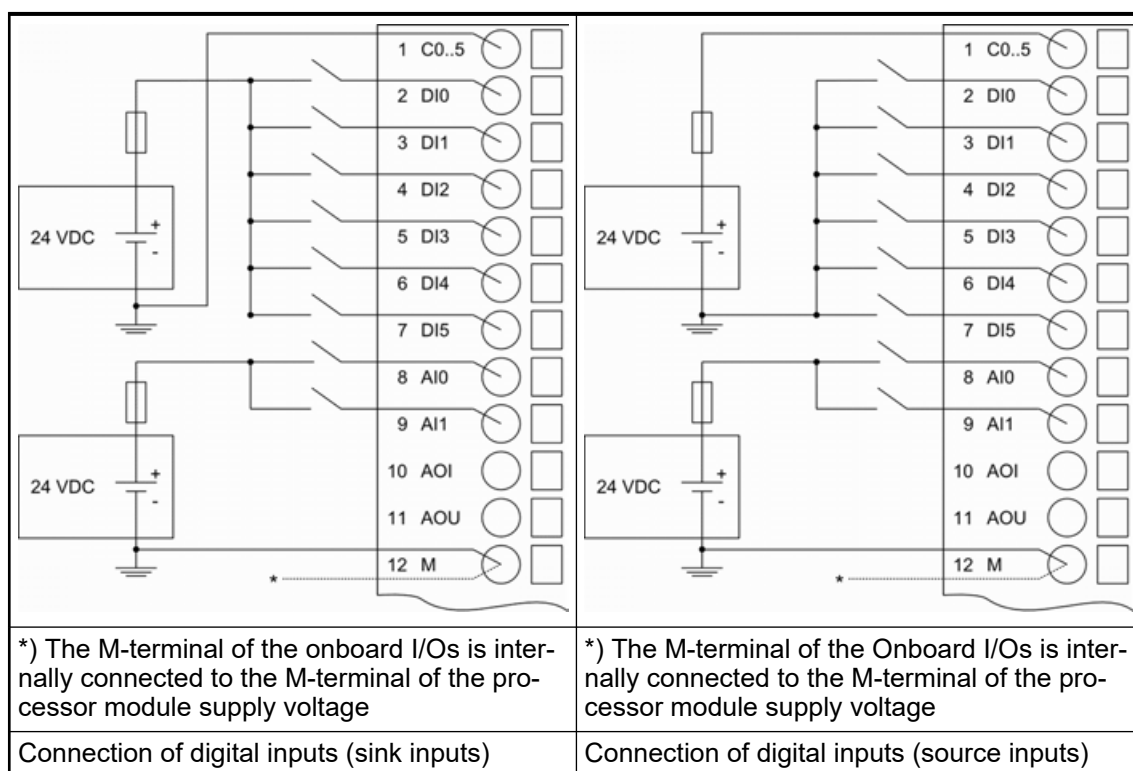 1 C0..5
2 DI0
3 DI1
4 DI2
5 DI3
6 DI4
7 DI5
8 AI0
9 AI1
10 AOI
11 AOU
12 M
24 VDC
+
-
24 VDC
+
-
*
1 C0..5
2 DI0
3 DI1
4 DI2
5 DI3
6 DI4
7 DI5
8 AI0
9 AI1
10 AOI
11 AOU
12 M
24 VDC
+
-
24 VDC
+
-
*
*) The M-terminal of the onboard I/Os is inter-
nally connected to the M-terminal of the pro-
cessor module supply voltage
*) The M-terminal of the Onboard I/Os is inter-
nally connected to the M-terminal of the pro-
cessor module supply voltage
Connection of digital inputs (sink inputs)
Connection of digital inputs (source inputs)